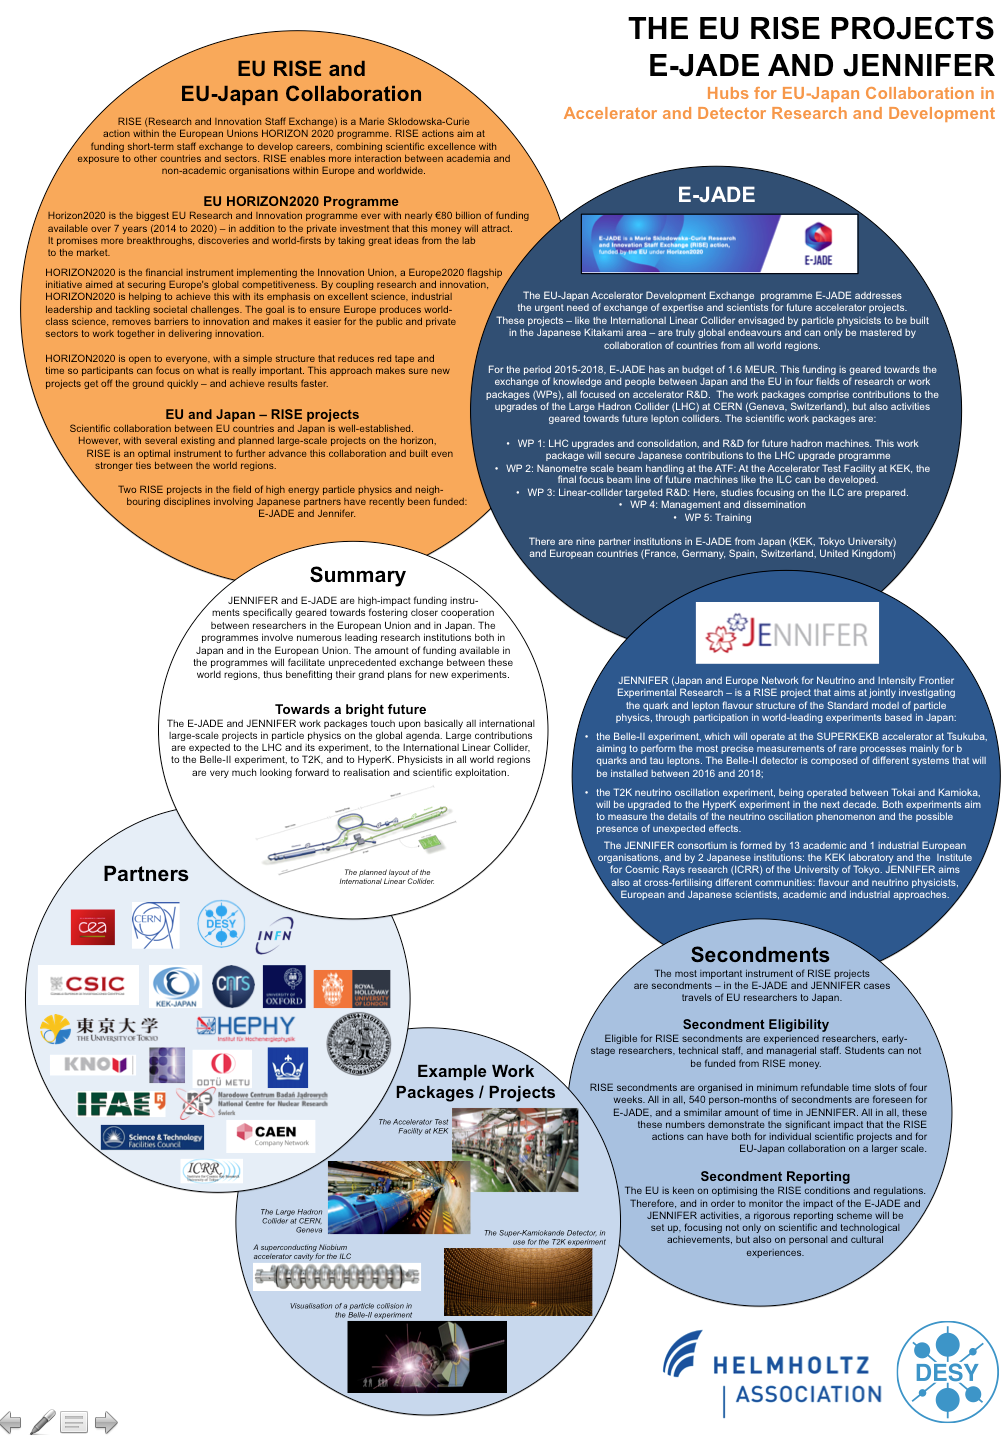 THE EU RISE PROJECTS
E-JADE AND JENNIFER
Hubs for EU-Japan Collaboration in
Accelerator and Detector Research and Development
EU RISE and
EU-Japan Collaboration
RISE (Research and Innovation Staff Exchange) is a Marie Sklodowska-Curie
action within the European Unions HORIZON 2020 programme. RISE actions aim at
funding short-term staff exchange to develop careers, combining scientific excellence with
exposure to other countries and sectors. RISE enables more interaction between academia and
non-academic organisations within Europe and worldwide.
EU HORIZON2020 Programme
Horizon2020 is the biggest EU Research and Innovation programme ever with nearly €80 billion of funding
available over 7 years (2014 to 2020) – in addition to the private investment that this money will attract.
It promises more breakthroughs, discoveries and world-firsts by taking great ideas from the lab
to the market.
HORIZON2020 is the financial instrument implementing the Innovation Union, a Europe2020 flagship
initiative aimed at securing Europe's global competitiveness. By coupling research and innovation,
HORIZON2020 is helping to achieve this with its emphasis on excellent science, industrial
leadership and tackling societal challenges. The goal is to ensure Europe produces world-
class science, removes barriers to innovation and makes it easier for the public and private
sectors to work together in delivering innovation.
HORIZON2020 is open to everyone, with a simple structure that reduces red tape and
time so participants can focus on what is really important. This approach makes sure new
projects get off the ground quickly – and achieve results faster.
EU and Japan – RISE projects
Scientific collaboration between EU countries and Japan is well-established.
However, with several existing and planned large-scale projects on the horizon,
RISE is an optimal instrument to further advance this collaboration and built even
stronger ties between the world regions.
Two RISE projects in the field of high energy particle physics and neigh-
bouring disciplines involving Japanese partners have recently been funded:
E-JADE and Jennifer.
E-JADE
E-JADE is a Marie Sklodowska-Curie Research
and Innovation Staff Exchange (RISE) action,
funded by the EU under Horizon2020
E-JADE
The EU-Japan Accelerator Development Exchange programme E-JADE addresses
the urgent need of exchange of expertise and scientists for future accelerator projects.
These projects – like the International Linear Collider envisaged by particle physicists to be built
in the Japanese Kitakami area – are truly global endeavours and can only be mastered by
collaboration of countries from all world regions.
For the period 2015-2018, E-JADE has an budget of 1.6 MEUR. This funding is geared towards the
exchange of knowledge and people between Japan and the EU in four fields of research or work
packages (WPs), all focused on accelerator R&D. The work packages comprise contributions to the
upgrades of the Large Hadron Collider (LHC) at CERN (Geneva, Switzerland), but also activities
geared towards future lepton colliders. The scientific work packages are:
• WP 1: LHC upgrades and consolidation, and R&D for future hadron machines. This work
package will secure Japanese contributions to the LHC upgrade programme
• WP 2: Nanometre scale beam handling at the ATF: At the Accelerator Test Facility at KEK, the
final focus beam line of future machines like the ILC can be developed.
• WP 3: Linear-collider targeted R&D: Here, studies focusing on the ILC are prepared.
• WP 4: Management and dissemination
• WP 5: Training
There are nine partner institutions in E-JADE from Japan (KEK, Tokyo University)
and European countries (France, Germany, Spain, Switzerland, United Kingdom)
Summary
JENNIFER and E-JADE are high-impact funding instru-
ments specifically geared towards fostering closer cooperation
between researchers in the European Union and in Japan. The
programmes involve numerous leading research institutions both in
Japan and in the European Union. The amount of funding available in
the programmes will facilitate unprecedented exchange between these
world regions, thus benefitting their grand plans for new experiments.
Towards a bright future
The E-JADE and JENNIFER work packages touch upon basically all international
large-scale projects in particle physics on the global agenda. Large contributions
are expected to the LHC and its experiment, to the International Linear Collider,
to the Belle-II experiment, to T2K, and to HyperK. Physicists in all world regions
are very much looking forward to realisation and scientific exploitation.
The planned layout of the
International Linear Collider.
JENNIFER
JENNIFER (Japan and Europe Network for Neutrino and Intensity Frontier
Experimental Research – is a RISE project that aims at jointly investigating
the quark and lepton flavour structure of the Standard model of particle
physics, through participation in world-leading experiments based in Japan:
• the Belle-II experiment, which will operate at the SUPERKEKB accelerator at Tsukuba,
aiming to perform the most precise measurements of rare processes mainly for b
quarks and tau leptons. The Belle-II detector is composed of different systems that will
be installed between 2016 and 2018;
• the T2K neutrino oscillation experiment, being operated between Tokai and Kamioka,
will be upgraded to the HyperK experiment in the next decade. Both experiments aim
to measure the details of the neutrino oscillation phenomenon and the possible
presence of unexpected effects.
The JENNIFER consortium is formed by 13 academic and 1 industrial European
organisations, and by 2 Japanese institutions: the KEK laboratory and the Institute
for Cosmic Rays research (ICRR) of the University of Tokyo. JENNIFER aims
also at cross-fertilising different communities: flavour and neutrino physicists,
European and Japanese scientists, academic and industrial approaches.
Partners
cea
CERN
DESY
INFN
CSIC
KEK-JAPAN
cnrs
UNIVERSITY OF
OXFORD
ROYAL
HOLLOWAY
UNIVERSITY
OF LONDON
東京大学
THE UNIVERSITY OF TOKYO
HEPHY
Institut für Hochenergiephysik
KNOU
ODTÜ METU
IFAE
Narodowe Centrum Badań Jądrowych
National Centre for Nuclear Research
Świerk
Science & Technology
Facilities Council
CAEN
Company Network
ICRR
Secondments
The most important instrument of RISE projects
are secondments – in the E-JADE and JENNIFER cases
travels of EU researchers to Japan.
Secondment Eligibility
Eligible for RISE secondments are experienced researchers, early-
stage researchers, technical staff, and managerial staff. Students can not
be funded from RISE money.
RISE secondments are organised in minimum refundable time slots of four
weeks. All in all, 540 person-months of secondments are foreseen for
E-JADE, and a smimilar amount of time in JENNIFER. All in all, these
these numbers demonstrate the significant impact that the RISE
actions can have both for individual scientific projects and for
EU-Japan collaboration on a larger scale.
Secondment Reporting
The EU is keen on optimising the RISE conditions and regulations.
Therefore, and in order to monitor the impact of the E-JADE and
JENNIFER activities, a rigorous reporting scheme will be
set up, focusing not only on scientific and technological
achievements, but also on personal and cultural
experiences.
Example Work
Packages / Projects
The Accelerator Test
Facility at KEK
The Large Hadron
Collider at CERN,
Geneva
The Super-Kamiokande Detector, in
use for the T2K experiment
A superconducting Niobium
accelerator cavity for the ILC
Visualisation of a particle collision in
the Belle-II experiment
HELMHOLTZ
ASSOCIATION
DESY